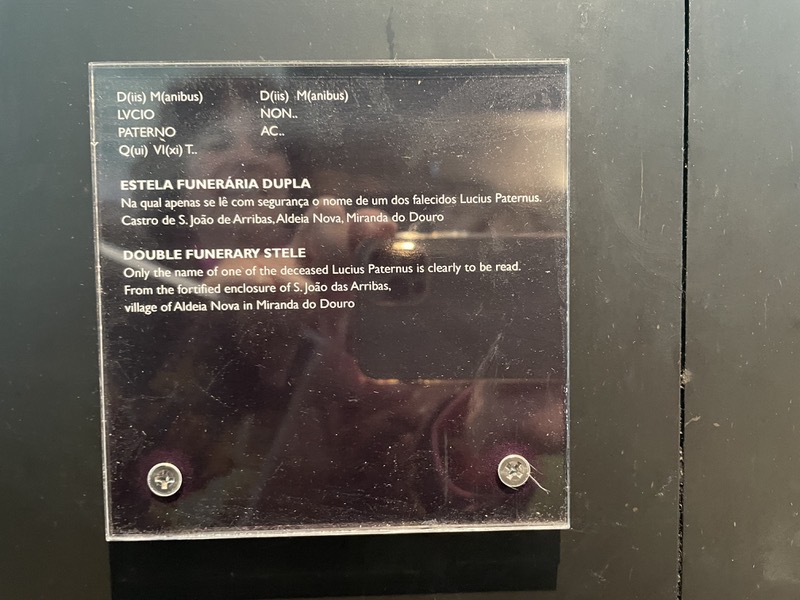 D(iis) M(anibus) D(iis) M(anibus)
LVCIO NON..
PATERNO AC..
Q(ui) VI(xi) T..
ESTELA FUNERÁRIA DUPLA
Na qual apenas se lê com segurança o nome de um dos falecidos Lucius Paternus.
Castro de S. João de Arribas, Aldeia Nova, Miranda do Douro
DOUBLE FUNERARY STELE
Only the name of one of the deceased Lucius Paternus is clearly to be read.
From the fortified enclosure of S. João das Arribas,
village of Aldeia Nova in Miranda do Douro